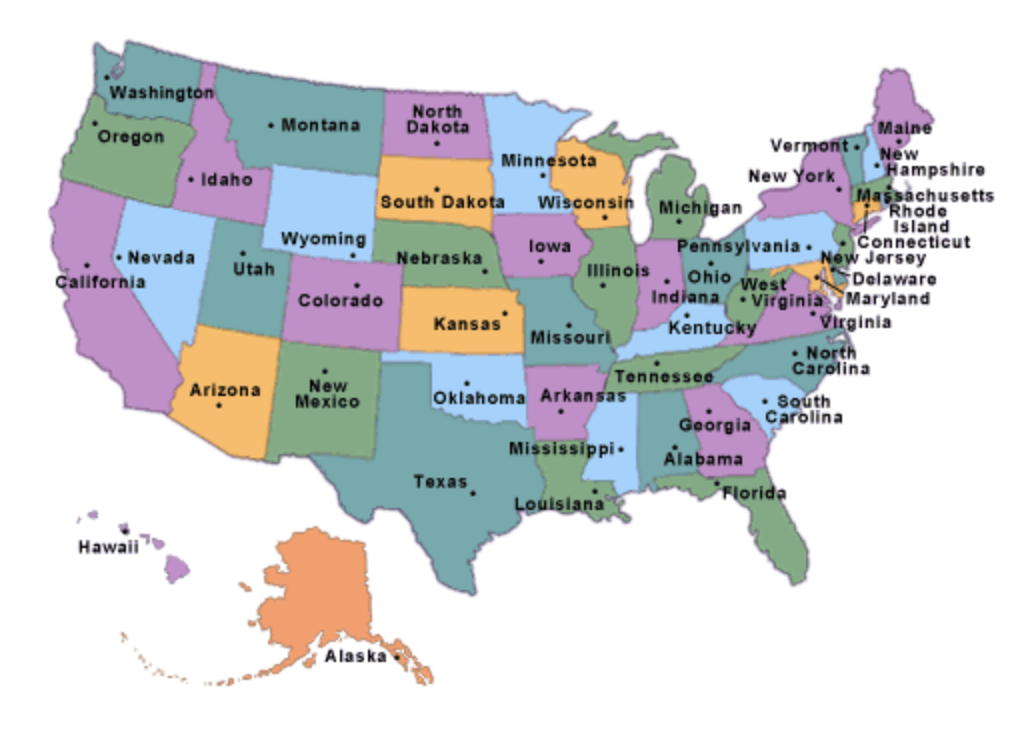 Washington
Oregon
Idaho
Montana
North
Dakota
Minnesota
South Dakota
Wisconsin
Michigan
Vermont
Maine
New
Hampshire
New York
Massachusetts
Rhode
Island
Connecticut
New Jersey
Delaware
Maryland
Pennsylvania
Ohio
West
Virginia
Virginia
Wyoming
Nevada
California
Utah
Colorado
Nebraska
Iowa
Illinois
Indiana
Kentucky
Kansas
Missouri
North
Carolina
Tennessee
South
Carolina
Arizona
New
Mexico
Oklahoma
Arkansas
Georgia
Mississippi
Alabama
Texas
Louisiana
Florida
Hawaii
Alaska